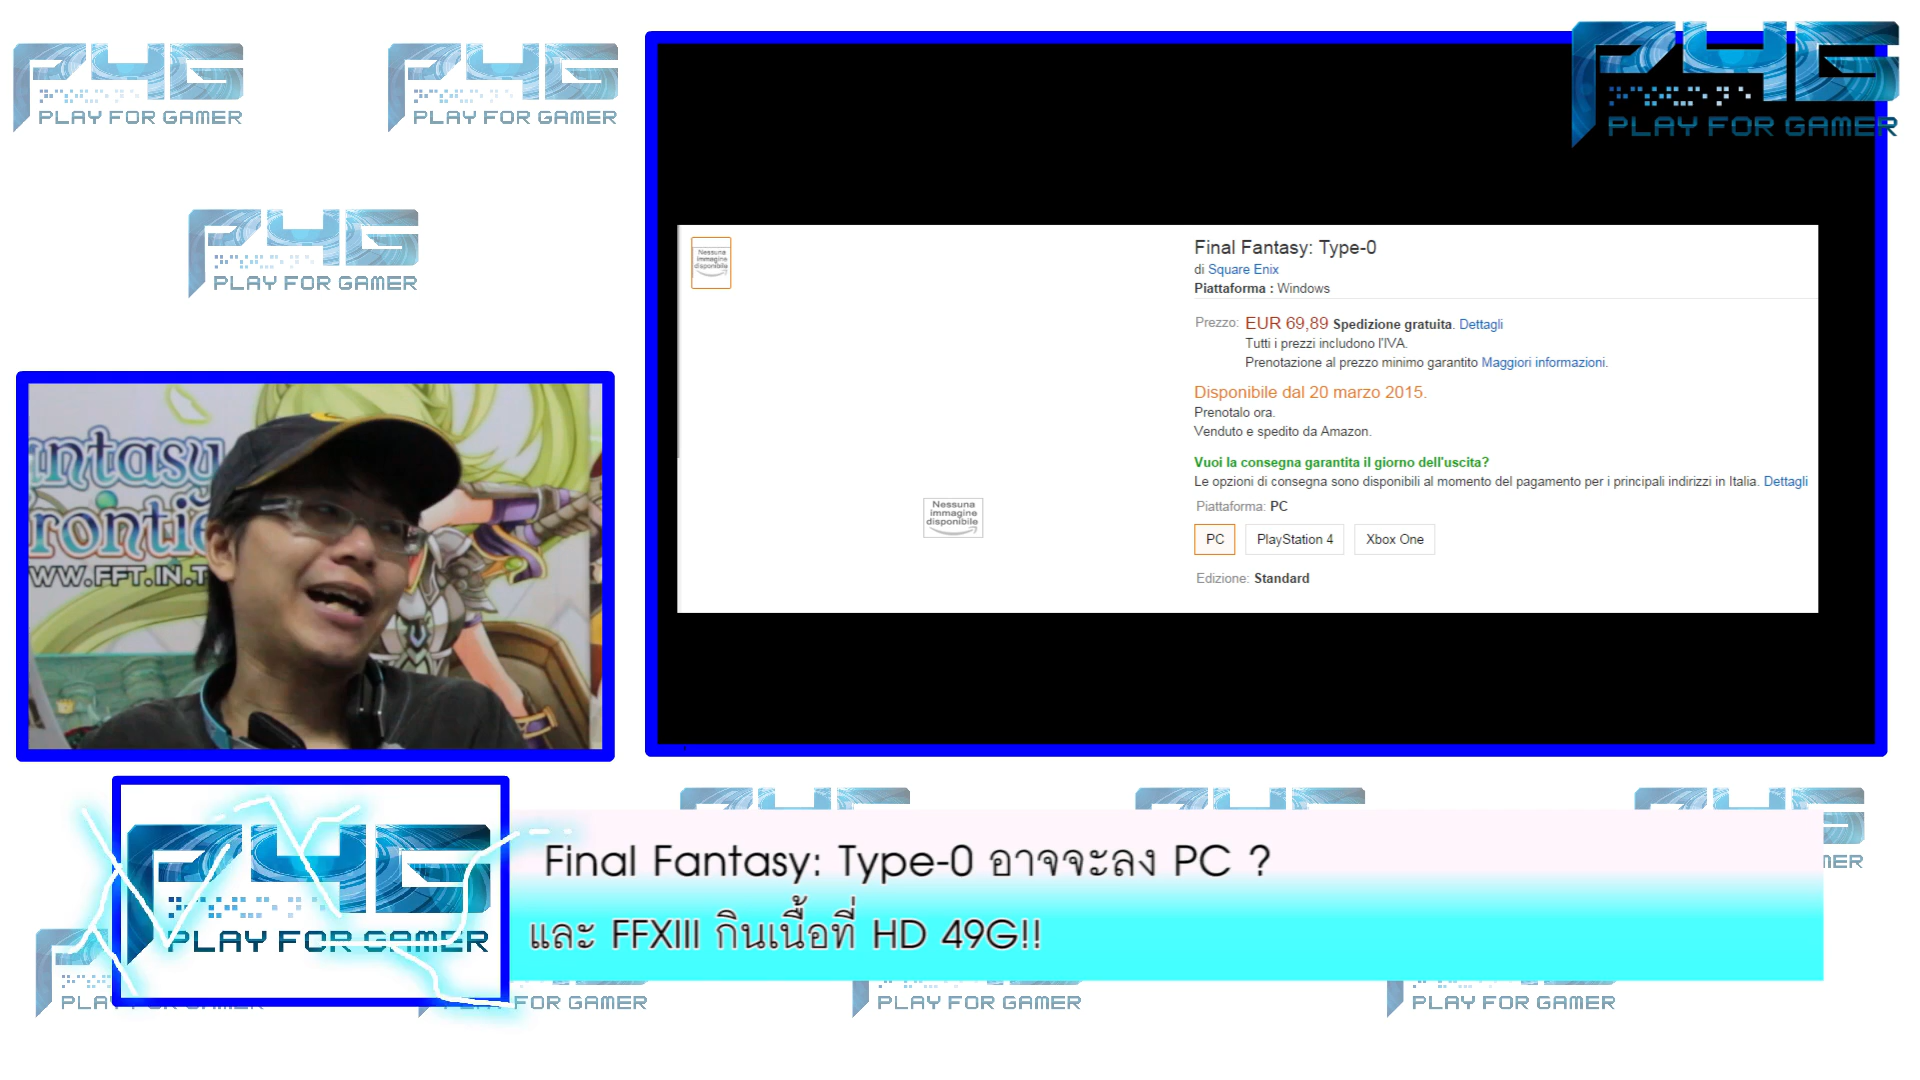 PLAY FOR GAMER
PLAY FOR GAMER
PLAY FOR GAMER
PLAY FOR GAMER
Nessuna
immagine
disponibile
Final Fantasy: Type-0
di Square Enix
Piattaforma : Windows
Prezzo: EUR 69,89 Spedizione gratuita. Dettagli
Tutti i prezzi includono l'IVA.
Prenotazione al prezzo minimo garantito Maggiori informazioni.
Disponibile dal 20 marzo 2015.
Prenotalo ora.
Venduto e spedito da Amazon.
Vuoi la consegna garantita il giorno dell'uscita?
Le opzioni di consegna sono disponibili al momento del pagamento per i principali indirizzi in Italia. Dettagli
Piattaforma: PC
PC PlayStation 4 Xbox One
Edizione: Standard
Nessuna
immagine
disponibile
antasy
rontie
WW.FFT.IN.T
PLAY FOR GAMER
Final Fantasy: Type-0 อาจจะลง PC ?
และ FFXIII กินเนื้อที่ HD 49G!!
MER
PLAY FOR GAMER
FOR GAMER
PLAY FOR GAMER
PLAY FOR GAMER